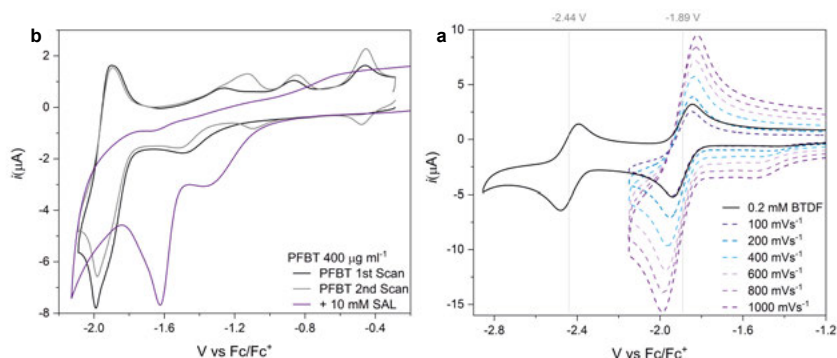 b
2
0
-2
-4
-6
-8
i(μA)
PFBT 400 μg ml⁻¹
PFBT 1st Scan
PFBT 2nd Scan
+ 10 mM SAL
-2.0
-1.6
-1.2
-0.8
-0.4
V vs Fc/Fc⁺
a
-2.44 V
-1.89 V
10
5
0
-5
-10
-15
i(μA)
0.2 mM BTDF
100 mVs⁻¹
200 mVs⁻¹
400 mVs⁻¹
600 mVs⁻¹
800 mVs⁻¹
1000 mVs⁻¹
-2.8
-2.4
-2.0
-1.6
-1.2
V vs Fc/Fc⁺